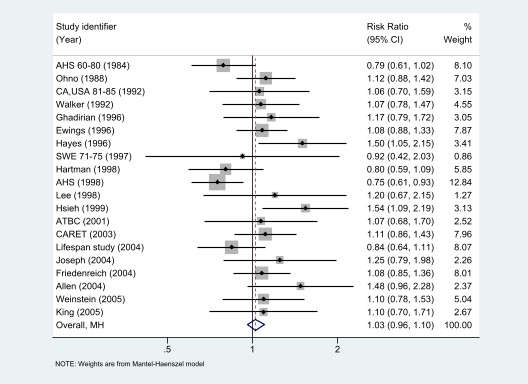 Study identifier Risk Ratio %
(Year) (95% CI) Weight
AHS 60-80 (1984) 0.79 (0.61, 1.02) 8.10
Ohno (1988) 1.12 (0.88, 1.42) 7.03
CA,USA 81-85 (1992) 1.06 (0.70, 1.59) 3.15
Walker (1992) 1.07 (0.78, 1.47) 4.55
Ghadirian (1996) 1.17 (0.79, 1.72) 3.05
Ewings (1996) 1.08 (0.88, 1.33) 7.87
Hayes (1996) 1.50 (1.05, 2.15) 3.41
SWE 71-75 (1997) 0.92 (0.42, 2.03) 0.86
Hartman (1998) 0.80 (0.59, 1.09) 5.85
AHS (1998) 0.75 (0.61, 0.93) 12.84
Lee (1998) 1.20 (0.67, 2.15) 1.27
Hsieh (1999) 1.54 (1.09, 2.19) 3.13
ATBC (2001) 1.07 (0.68, 1.70) 2.52
CARET (2003) 1.11 (0.86, 1.43) 7.96
Lifespan study (2004) 0.84 (0.64, 1.11) 8.07
Joseph (2004) 1.25 (0.79, 1.98) 2.26
Friedenreich (2004) 1.08 (0.85, 1.36) 8.01
Allen (2004) 1.48 (0.96, 2.28) 2.37
Weinstein (2005) 1.10 (0.78, 1.53) 5.04
King (2005) 1.10 (0.70, 1.71) 2.67
Overall, MH 1.03 (0.96, 1.10) 100.00
.5 1 2
NOTE: Weights are from Mantel-Haenszel model